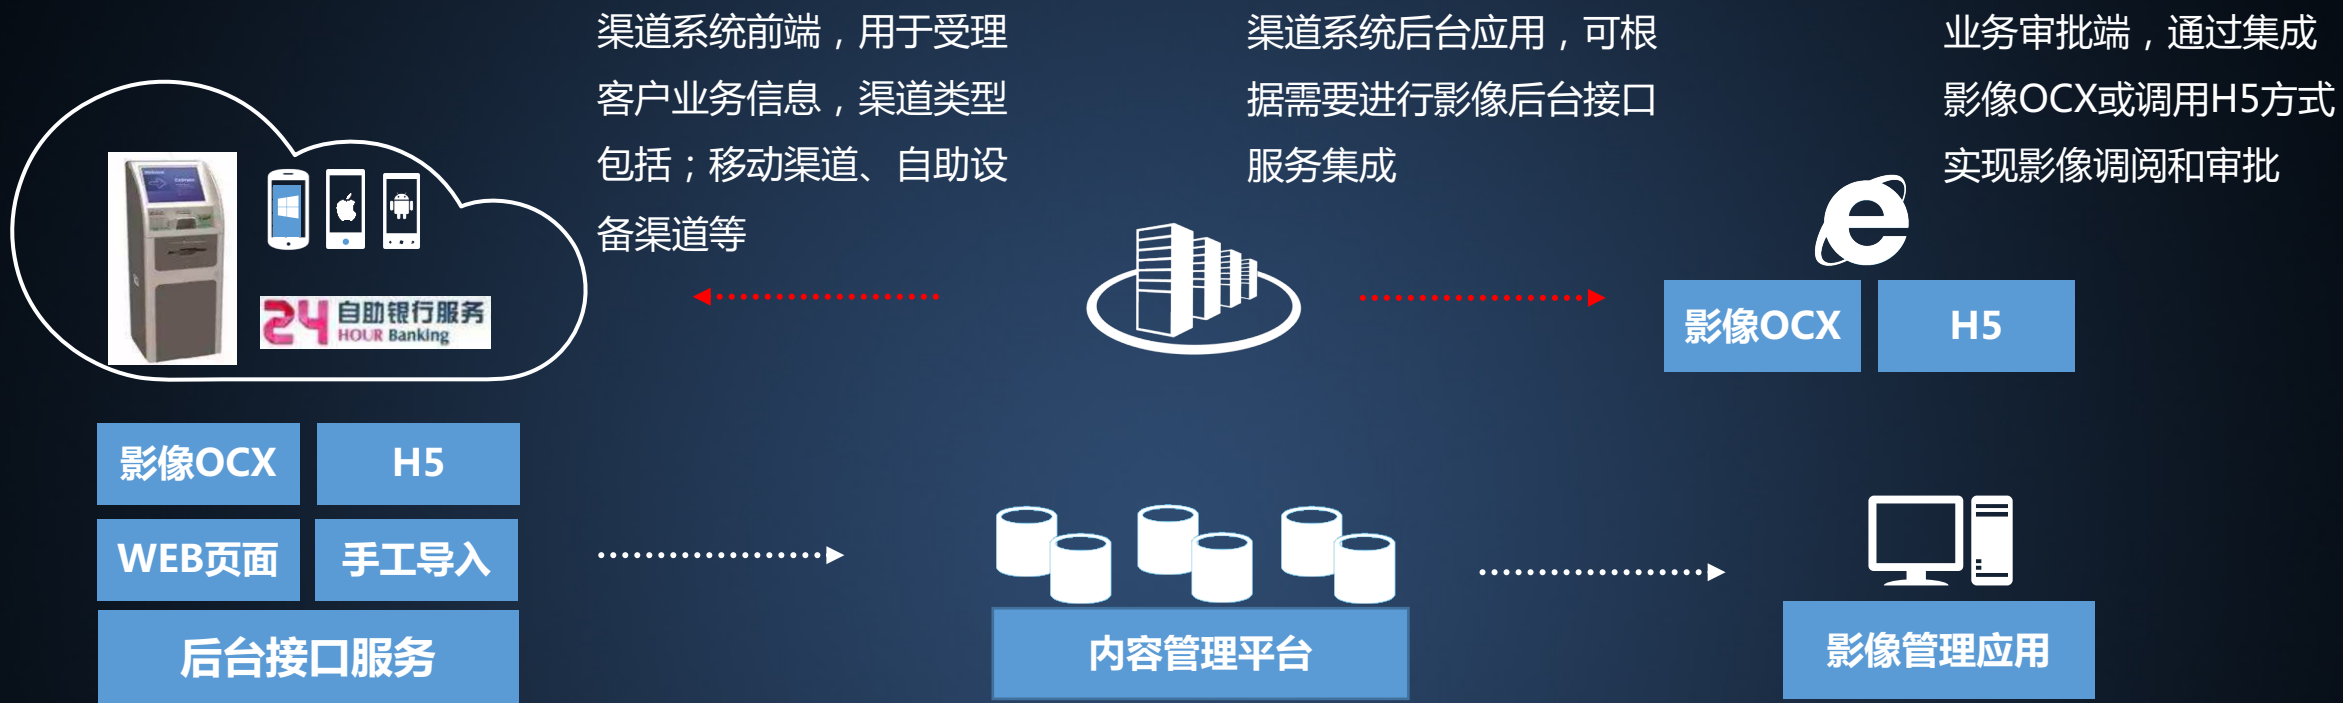 渠道系统前端，用于受理
客户业务信息，渠道类型
包括；移动渠道、自助设
备渠道等
渠道系统后台应用，可根
据需要进行影像后台接口
服务集成
业务审批端，通过集成
影像OCX或调用H5方式
实现影像调阅和审批
24 自助银行服务
HOUR Banking
影像OCX
H5
影像OCX
H5
WEB页面
手工导入
后台接口服务
内容管理平台
影像管理应用